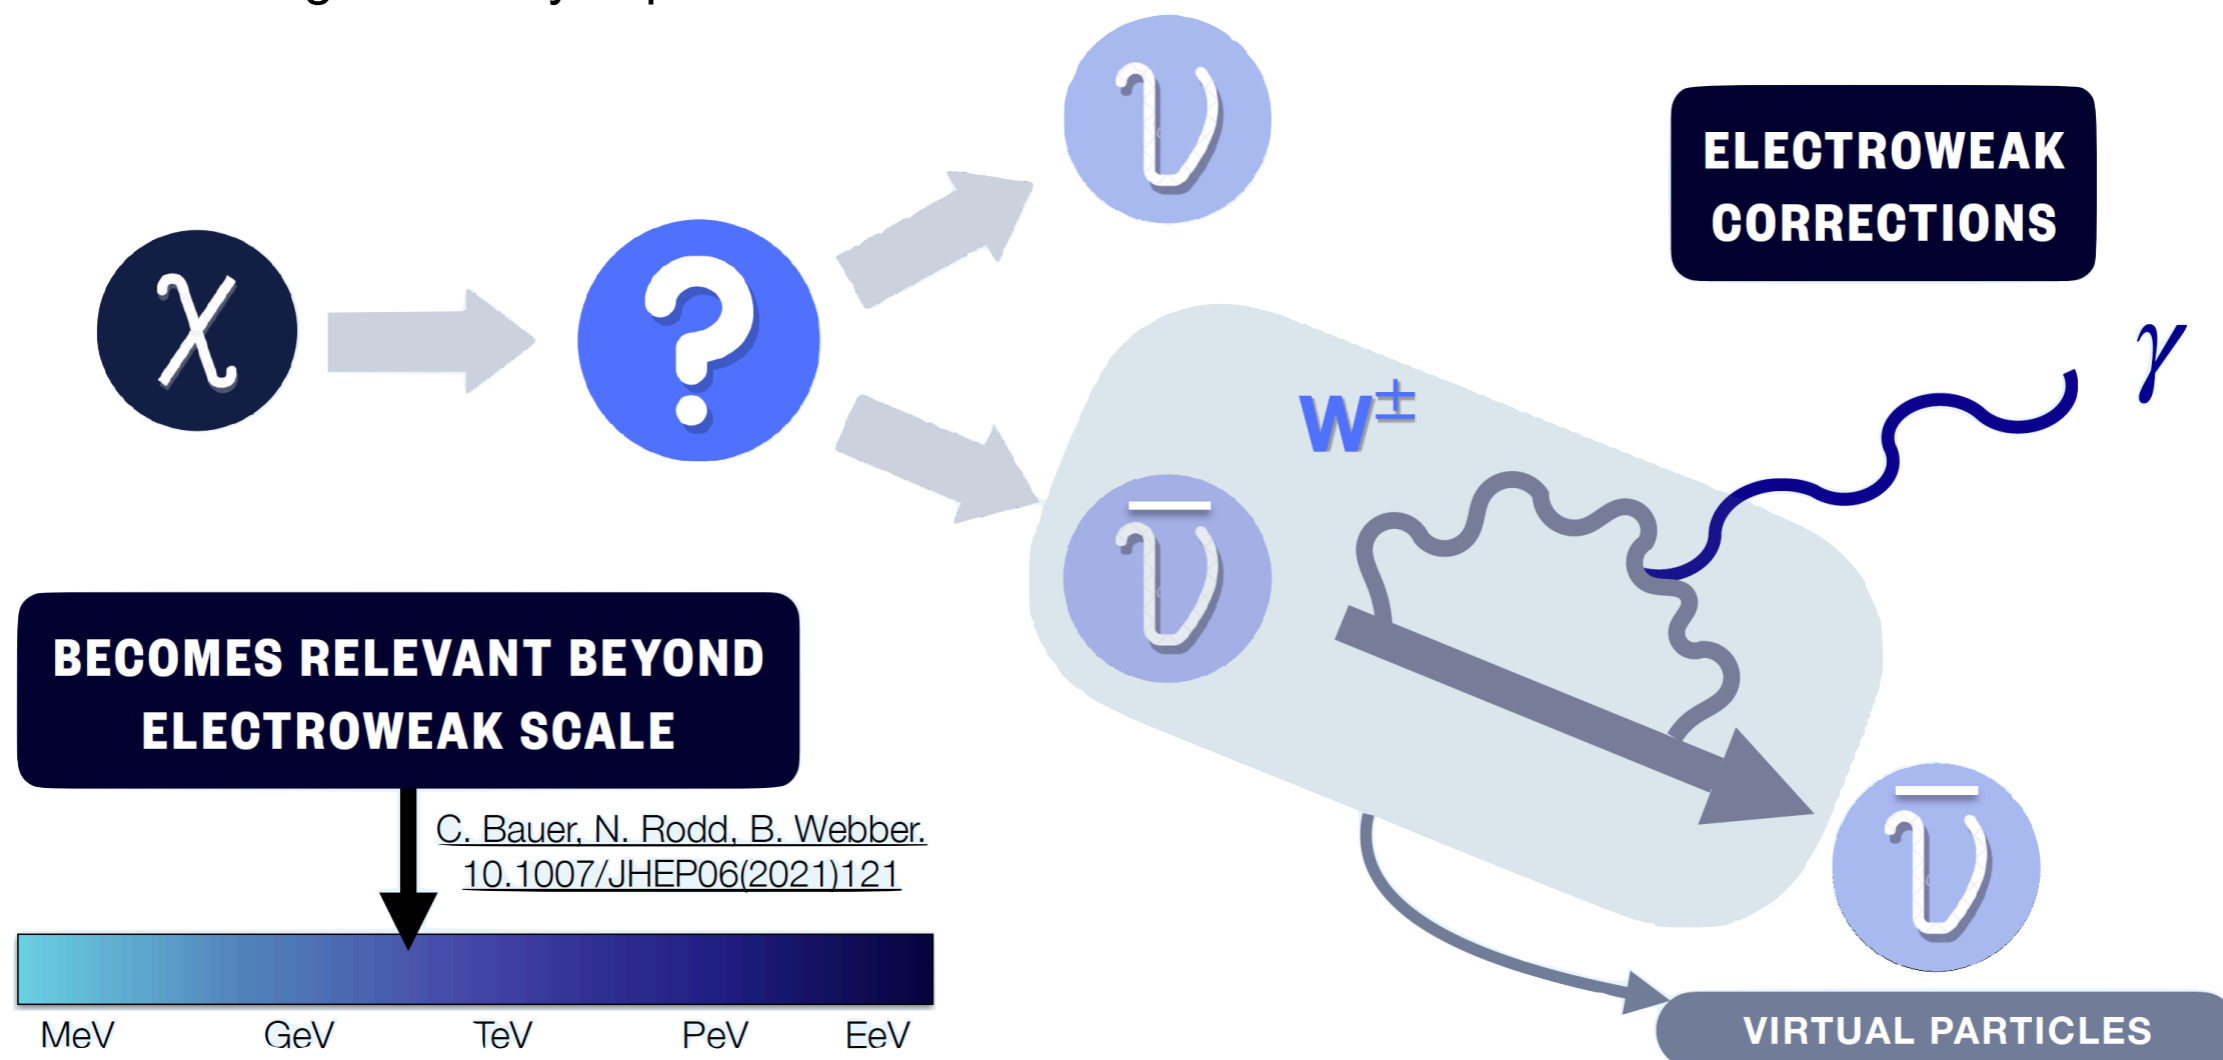 ν
ELECTROWEAK
CORRECTIONS
χ
?
γ
W±
ν̅
BECOMES RELEVANT BEYOND
ELECTROWEAK SCALE
C. Bauer, N. Rodd, B. Webber.
10.1007/JHEP06(2021)121
ν̅
MeV GeV TeV PeV EeV
VIRTUAL PARTICLES